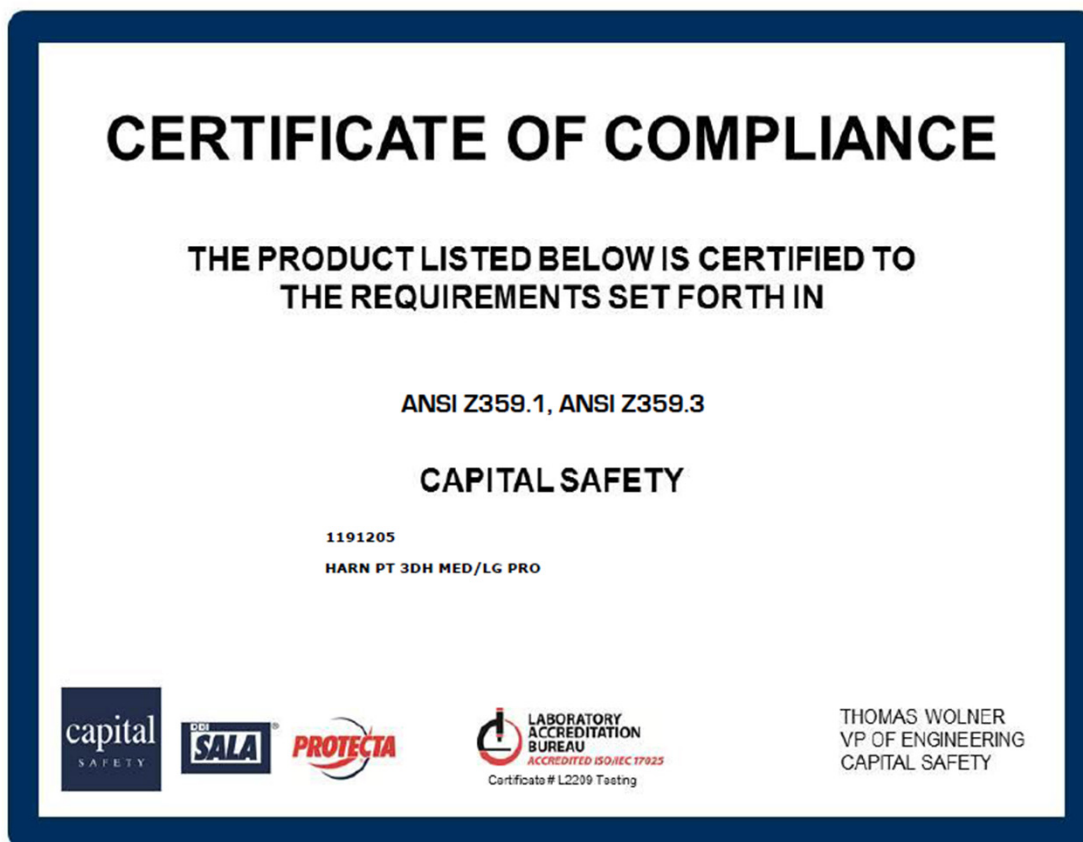 CERTIFICATE OF COMPLIANCE
THE PRODUCT LISTED BELOW IS CERTIFIED TO
THE REQUIREMENTS SET FORTH IN
ANSI Z359.1, ANSI Z359.3
CAPITAL SAFETY
1191205
HARN PT 3DH MED/LG PRO
capital
SAFETY
DBI
SALA®
PROTECTA
LABORATORY
ACCREDITATION
BUREAU
ACCREDITED ISO/IEC 17025
Certificate # L2209 Testing
THOMAS WOLNER
VP OF ENGINEERING
CAPITAL SAFETY